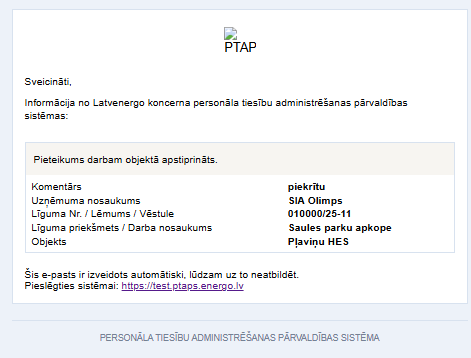 PTAP
Sveicināti,
Informācija no Latvenergo koncerna personāla tiesību administrēšanas pārvaldības
sistēmas:
Pieteikums darbam objektā apstiprināts.
Komentārs piekrītu
Uzņēmuma nosaukums SIA Olimps
Līguma Nr. / Lēmums / Vēstule 010000/25-11
Līguma priekšmets / Darba nosaukums Saules parku apkope
Objekts Pļaviņu HES
Šis e-pasts ir izveidots automātiski, lūdzam uz to neatbildēt.
Pieslēgties sistēmai: https://test.ptaps.energo.lv
PERSONĀLA TIESĪBU ADMINISTRĒŠANAS PĀRVALDĪBAS SISTĒMA